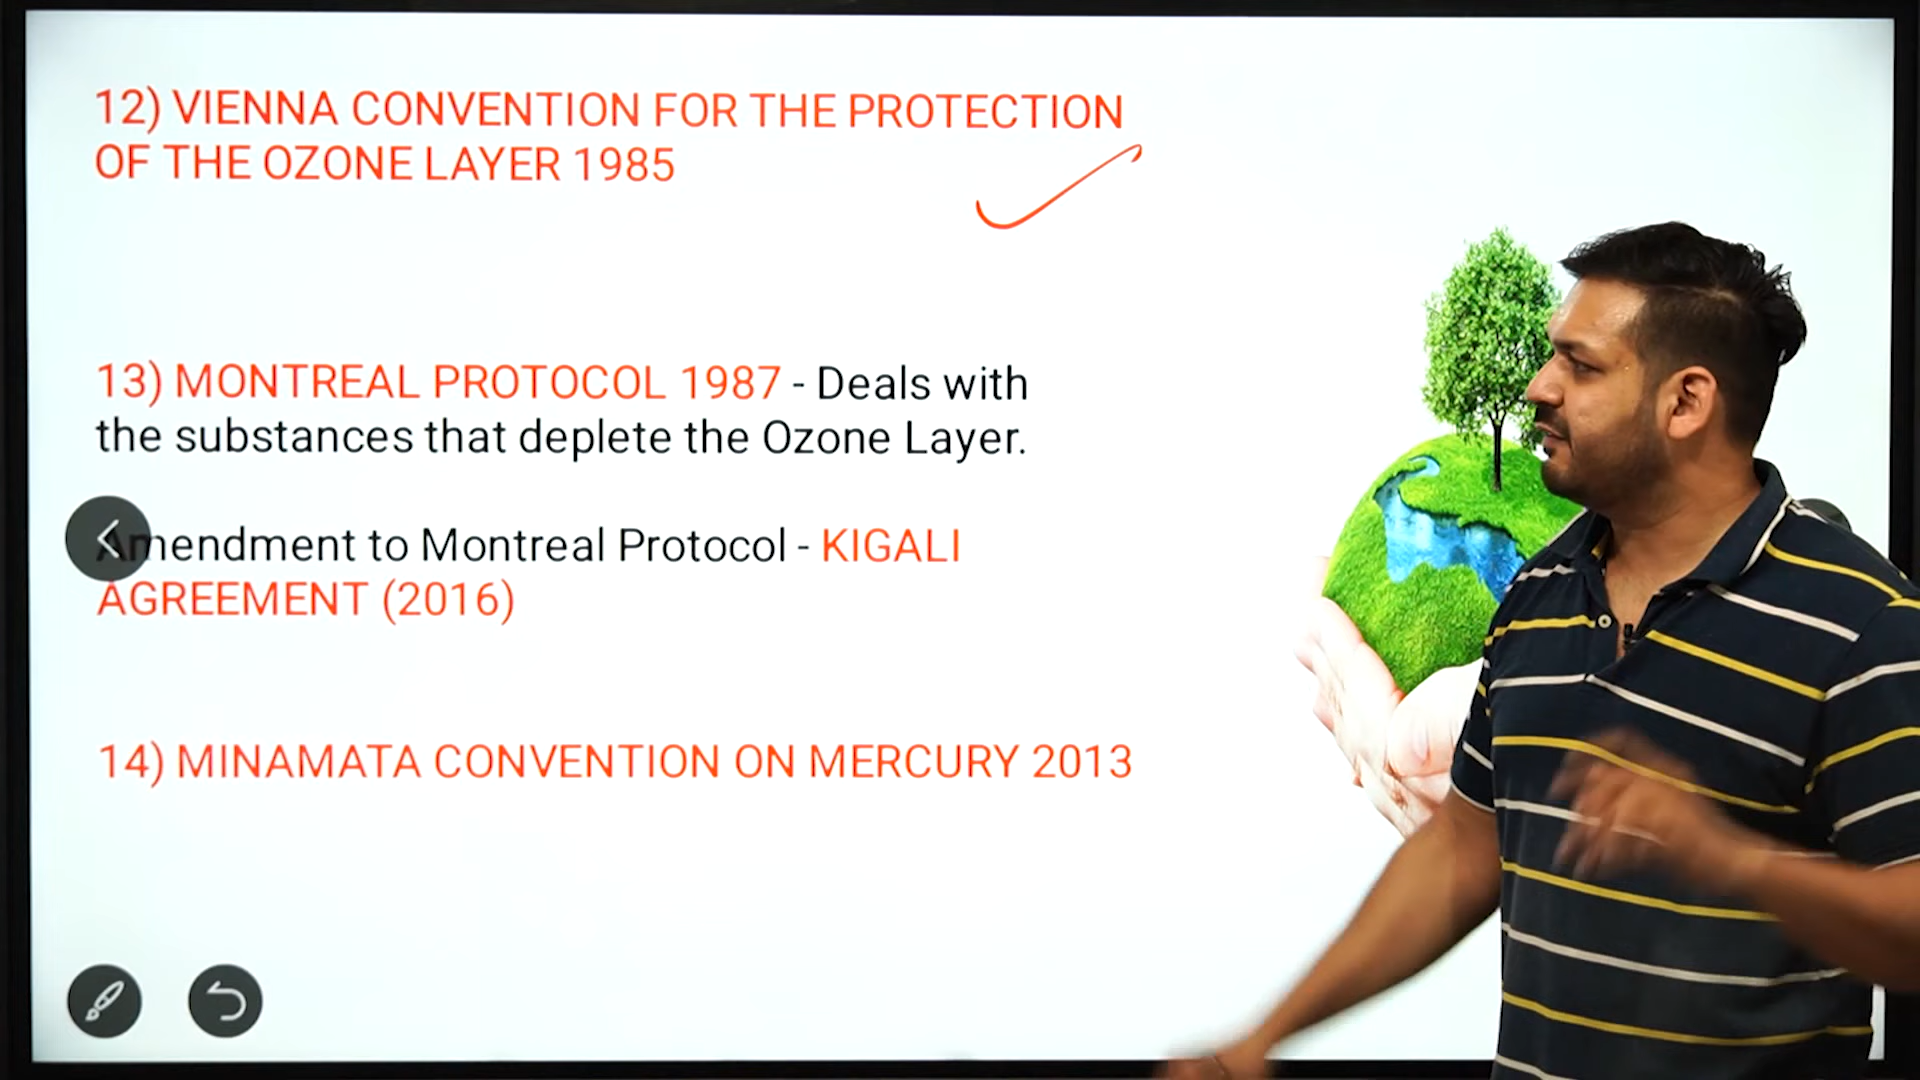 12) VIENNA CONVENTION FOR THE PROTECTION
OF THE OZONE LAYER 1985
13) MONTREAL PROTOCOL 1987 - Deals with
the substances that deplete the Ozone Layer.
Amendment to Montreal Protocol - KIGALI
AGREEMENT (2016)
14) MINAMATA CONVENTION ON MERCURY 2013